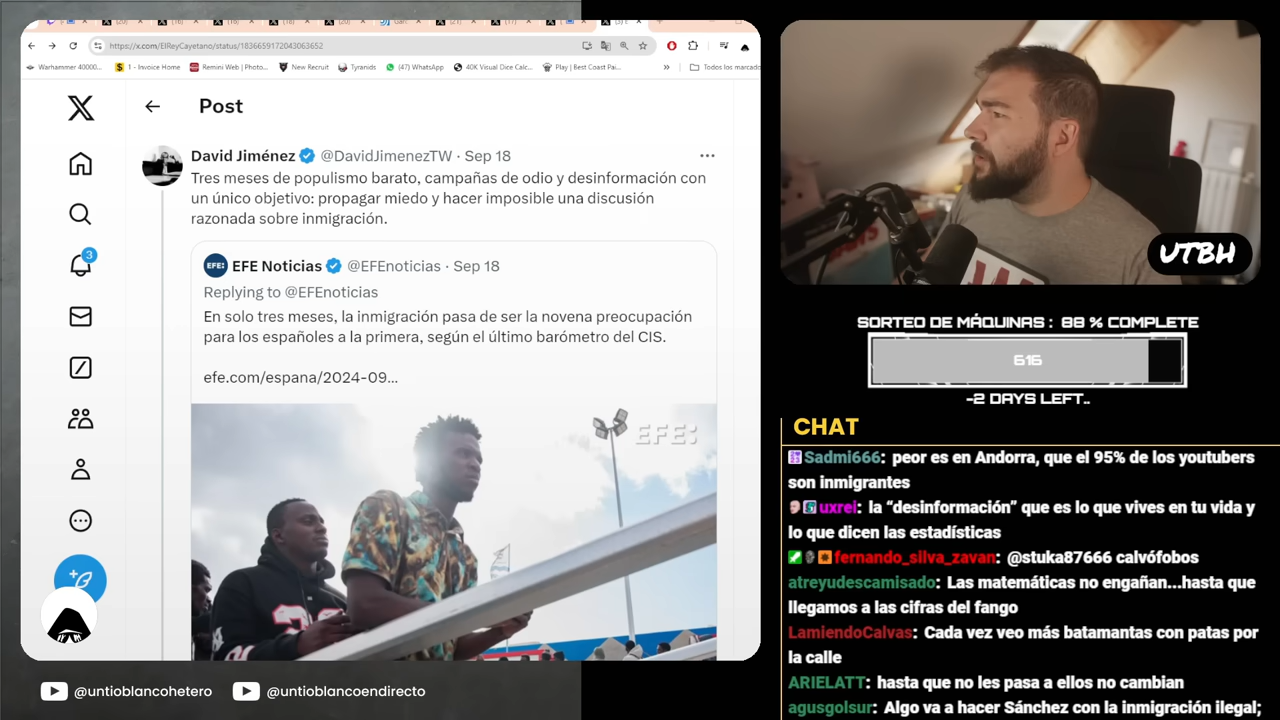 https://x.com/ElReyCayetano/status/1836659172043063652
Warhammer 40000...
1 - Invoice Home
Remini Web | Photo...
New Recruit
Tyranids
(47) WhatsApp
40K Visual Dice Calc...
Play | Best Coast Pai...
»
Todos los marcado
Post
David Jiménez @DavidJimenezTW · Sep 18
Tres meses de populismo barato, campañas de odio y desinformación con
un único objetivo: propagar miedo y hacer imposible una discusión
razonada sobre inmigración.
EFE: EFE Noticias @EFEnoticias · Sep 18
Replying to @EFEnoticias
En solo tres meses, la inmigración pasa de ser la novena preocupación
para los españoles a la primera, según el último barómetro del CIS.
efe.com/espana/2024-09...
EFE:
3
@untioblancohetero
@untioblancoendirecto
UTBH
SORTEO DE MÁQUINAS : 88 % COMPLETE
616
-2 DAYS LEFT..
CHAT
Sadmi666: peor es en Andorra, que el 95% de los youtubers
son inmigrantes
uxrel: la “desinformación” que es lo que vives en tu vida y
lo que dicen las estadísticas
fernando_silva_zavan: @stuka87666 calvófobos
atreyudescamisado: Las matemáticas no engañan...hasta que
llegamos a las cifras del fango
LamiendoCalvas: Cada vez veo más batamantas con patas por
la calle
ARIELATT: hasta que no les pasa a ellos no cambian
agusgolsur: Algo va a hacer Sánchez con la inmigración ilegal;